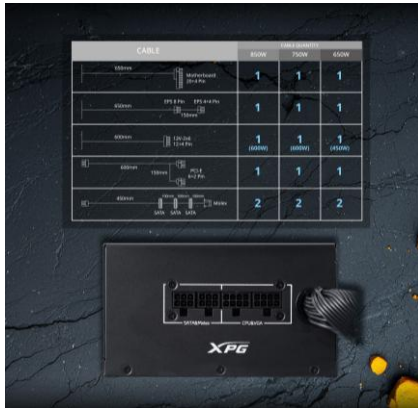 CABLE
CABLE QUANTITY
850W 750W 650W
550mm
Motherboard
20+4 Pin
1 1 1
650mm EPS 8 Pin EPS 4+4 Pin
150mm
1 1 1
600mm 12V-2x6
12+4 Pin
1 1 1
(600W) (600W) (450W)
600mm 150mm PCI-E
6+2 Pin
1 1 1
450mm 150mm 150mm 150mm Molex
SATA SATA SATA
2 2 2
SATA&Molex CPU&VGA
XPG